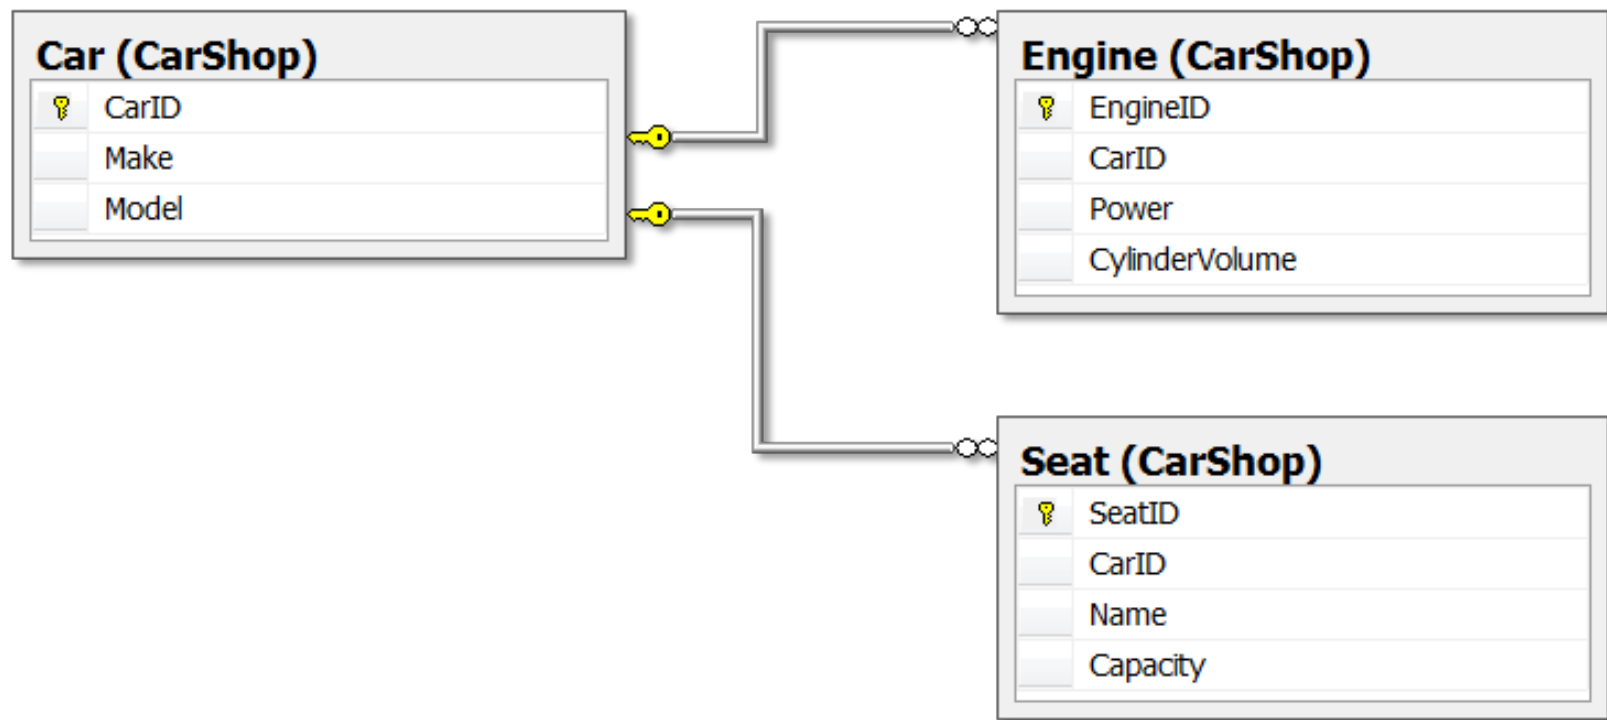 Car (CarShop)
CarID
Make
Model
Engine (CarShop)
EngineID
CarID
Power
CylinderVolume
Seat (CarShop)
SeatID
CarID
Name
Capacity